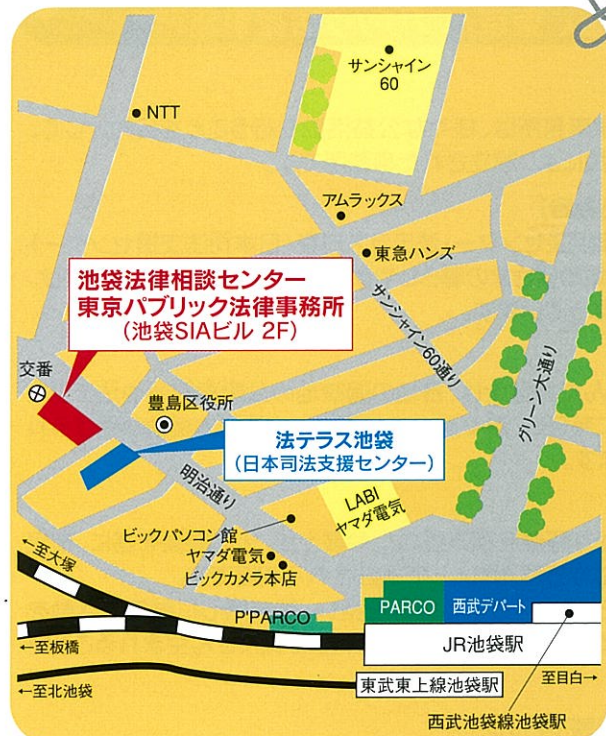 サンシャイン
60
NTT
アムラックス
東急ハンズ
池袋法律相談センター
東京パブリック法律事務所
(池袋SIAビル 2F)
サンシャイン60通り
グリーン大通り
交番
豊島区役所
法テラス池袋
(日本司法支援センター)
明治通り
LABI
ヤマダ電気
ビックパソコン館
ヤマダ電気
ビックカメラ本店
←至大塚
P'PARCO
PARCO
西武デパート
JR池袋駅
←至板橋
東武東上線池袋駅
至目白→
←至北池袋
西武池袋線池袋駅